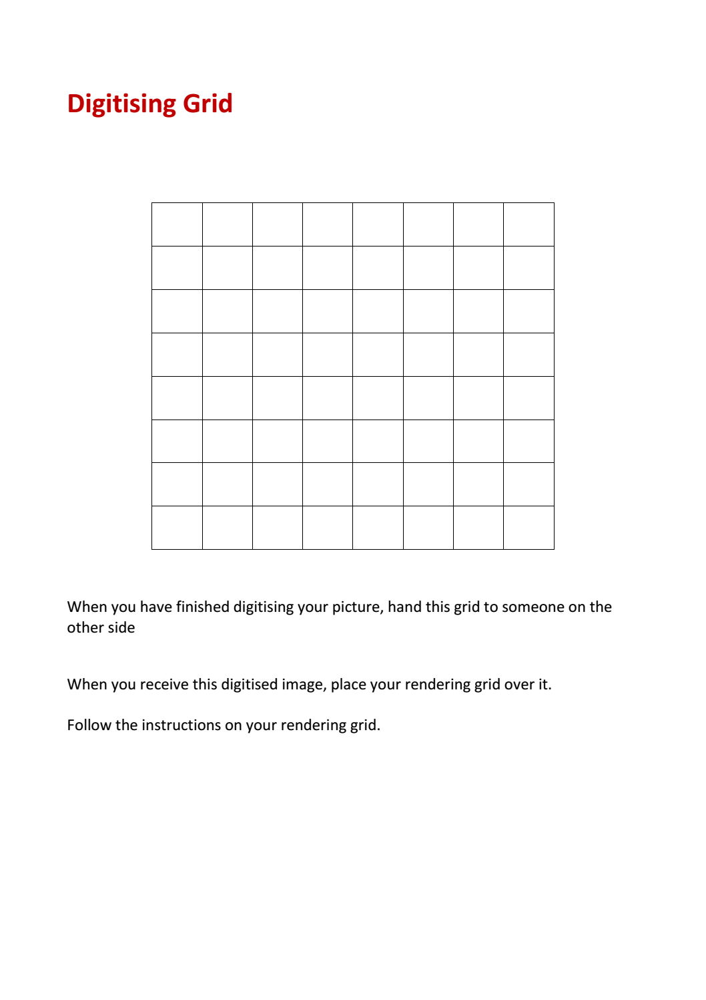 Digitising Grid
When you have finished digitising your picture, hand this grid to someone on the
other side
When you receive this digitised image, place your rendering grid over it.
Follow the instructions on your rendering grid.